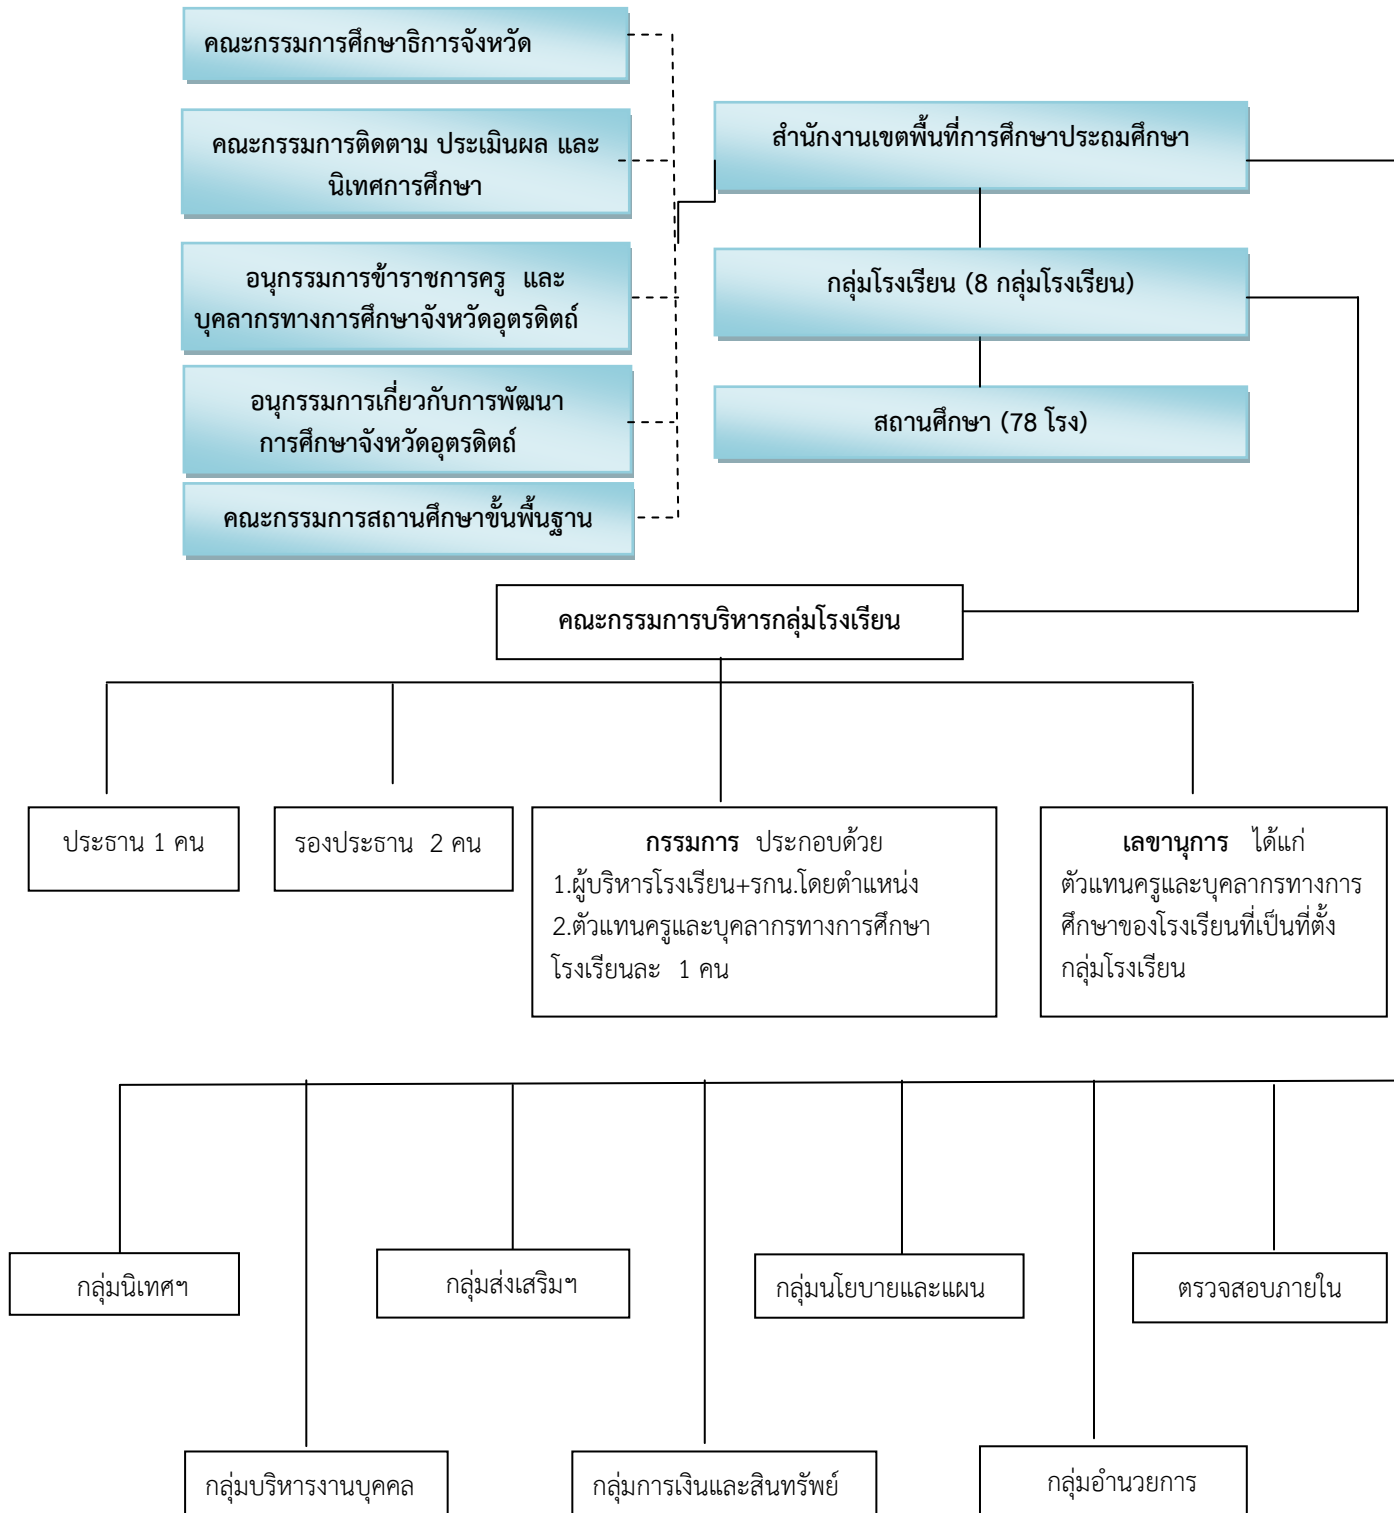 คณะกรรมการศึกษาธิการจังหวัด
คณะกรรมการติดตาม ประเมินผล และ
นิเทศการศึกษา
อนุกรรมการข้าราชการครู และ
บุคลากรทางการศึกษาจังหวัดอุตรดิตถ์
อนุกรรมการเกี่ยวกับการพัฒนา
การศึกษาจังหวัดอุตรดิตถ์
คณะกรรมการสถานศึกษาขั้นพื้นฐาน
สำนักงานเขตพื้นที่การศึกษาประถมศึกษา
กลุ่มโรงเรียน (8 กลุ่มโรงเรียน)
สถานศึกษา (78 โรง)
คณะกรรมการบริหารกลุ่มโรงเรียน
ประธาน 1 คน
รองประธาน 2 คน
กรรมการ ประกอบด้วย
1.ผู้บริหารโรงเรียน+รกน.โดยตำแหน่ง
2.ตัวแทนครูและบุคลากรทางการศึกษา
โรงเรียนละ 1 คน
เลขานุการ ได้แก่
ตัวแทนครูและบุคลากรทางการ
ศึกษาของโรงเรียนที่เป็นที่ตั้ง
กลุ่มโรงเรียน
กลุ่มนิเทศฯ
กลุ่มส่งเสริมฯ
กลุ่มนโยบายและแผน
ตรวจสอบภายใน
กลุ่มบริหารงานบุคคล
กลุ่มการเงินและสินทรัพย์
กลุ่มอำนวยการ